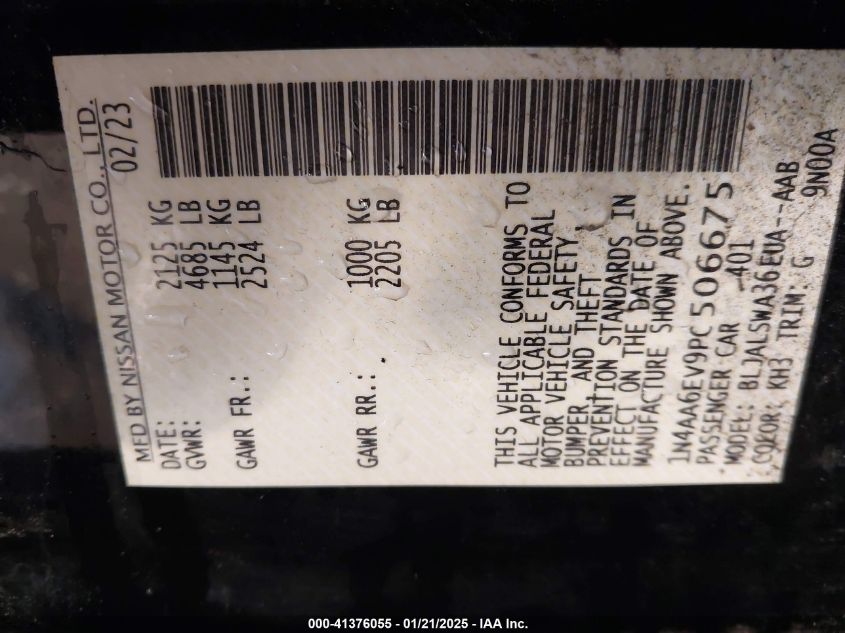 MFD BY NISSAN MOTOR CO., LTD.
DATE: 02/23
GVWR: 2125 KG
4685 LB
GAWR FR.: 1145 KG
2524 LB
GAWR RR.: 1000 KG
2205 LB
THIS VEHICLE CONFORMS TO
ALL APPLICABLE FEDERAL
MOTOR VEHICLE SAFETY,
BUMPER, AND THEFT
PREVENTION STANDARDS IN
EFFECT ON THE DATE OF
MANUFACTURE SHOWN ABOVE.
1N4AA6EV9PC506675
PASSENGER CAR 401
MODEL: BLJALSWA36EUA--AAB
COLOR: KH3 TRIM: G 9N00A
000-41376055 / 01/21/2025 - IAA Inc.